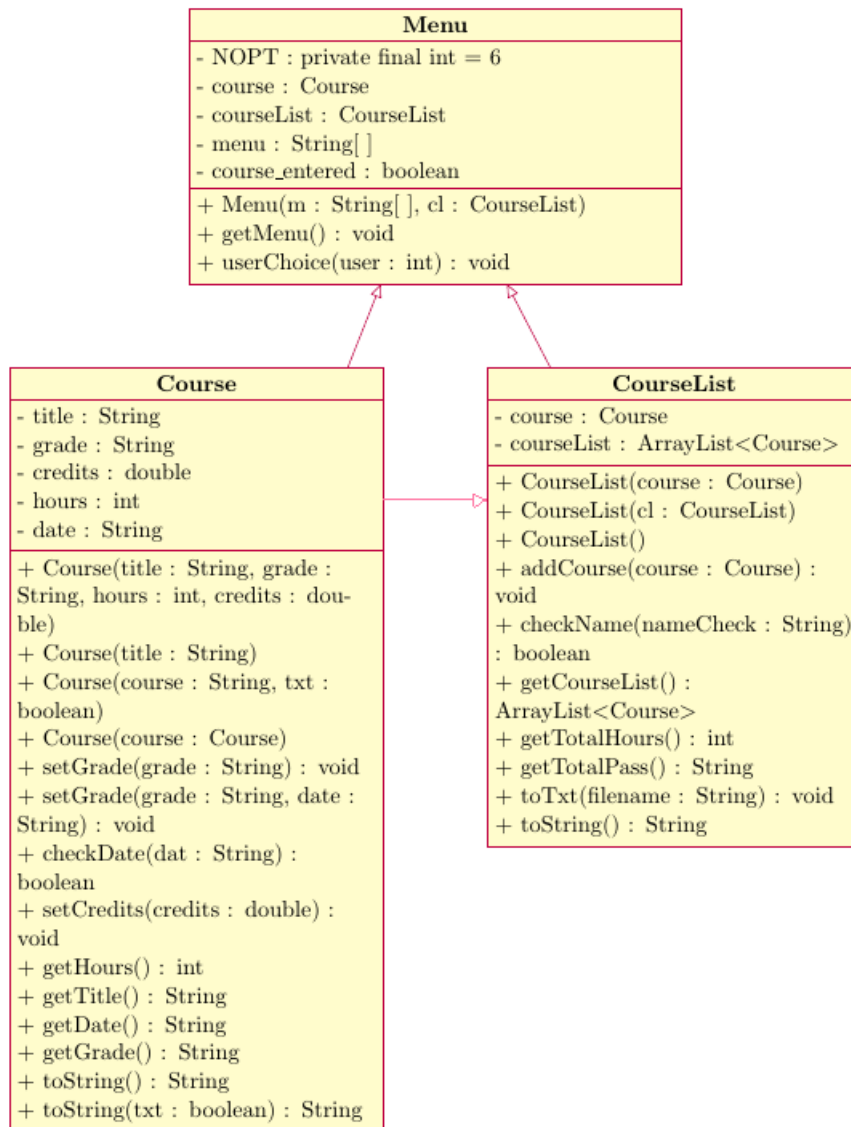 Menu
- NOPT : private final int = 6
- course : Course
- courseList : CourseList
- menu : String[ ]
- course_entered : boolean
+ Menu(m : String[ ], cl : CourseList)
+ getMenu() : void
+ userChoice(user : int) : void
Course
- title : String
- grade : String
- credits : double
- hours : int
- date : String
+ Course(title : String, grade :
String, hours : int, credits : dou-
ble)
+ Course(title : String)
+ Course(course : String, txt :
boolean)
+ Course(course : Course)
+ setGrade(grade : String) : void
+ setGrade(grade : String, date :
String) : void
+ checkDate(dat : String) :
boolean
+ setCredits(credits : double) :
void
+ getHours() : int
+ getTitle() : String
+ getDate() : String
+ getGrade() : String
+ toString() : String
+ toString(txt : boolean) : String
CourseList
- course : Course
- courseList : ArrayList<Course>
+ CourseList(course : Course)
+ CourseList(cl : CourseList)
+ CourseList()
+ addCourse(course : Course) :
void
+ checkName(nameCheck : String)
: boolean
+ getCourseList() :
ArrayList<Course>
+ getTotalHours() : int
+ getTotalPass() : String
+ toTxt(filename : String) : void
+ toString() : String